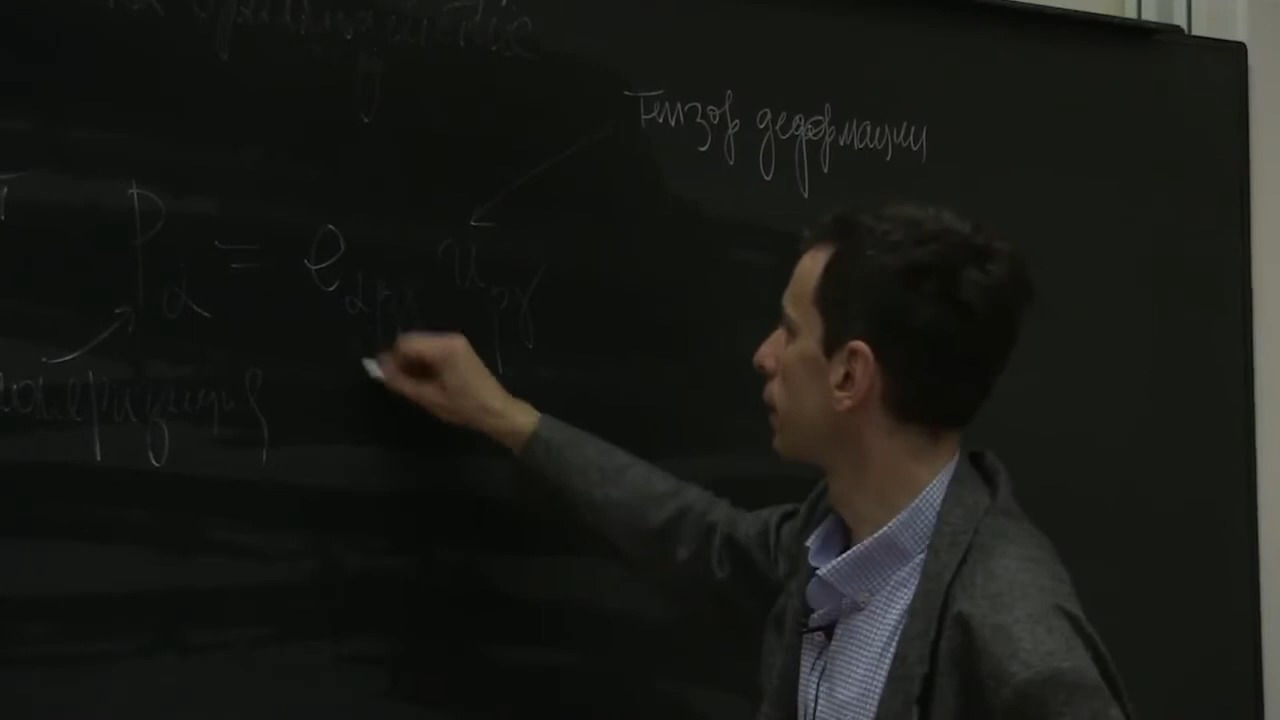 тензор деформации
P_α = e_αβγ u_βγ
поляризация